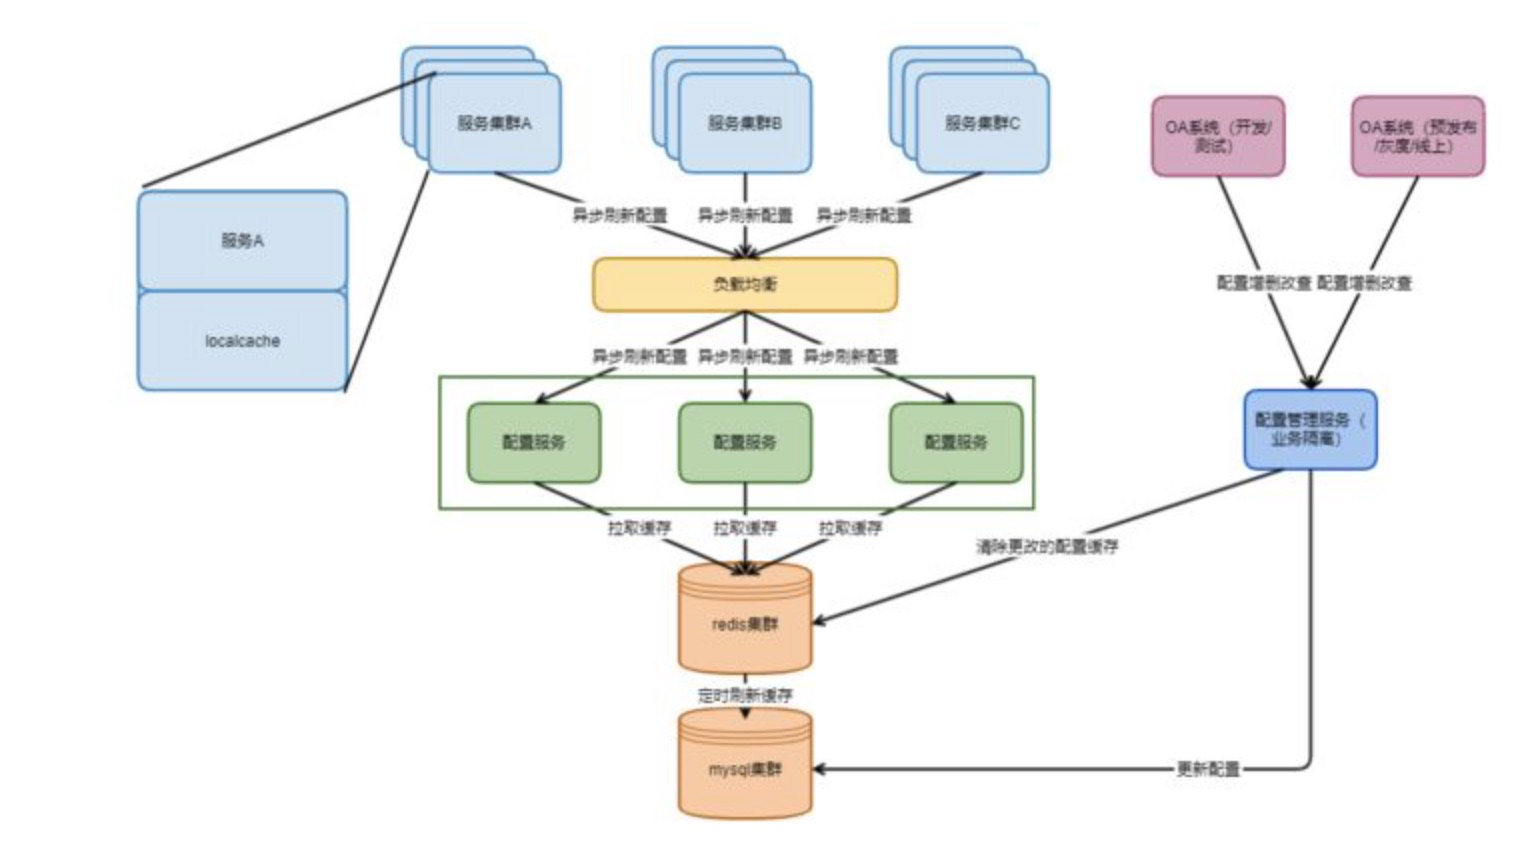 服务集群A
服务集群B
服务集群C
OA系统（开发/
测试）
OA系统（预发布
/灰度/线上）
异步刷新配置
异步刷新配置
异步刷新配置
服务A
负载均衡
配置增删改查
配置增删改查
localcache
异步刷新配置
异步刷新配置
异步刷新配置
配置服务
配置服务
配置服务
配置管理服务（
业务隔离）
拉取缓存
拉取缓存
拉取缓存
清除更改的配置缓存
redis集群
定时刷新缓存
mysql集群
更新配置